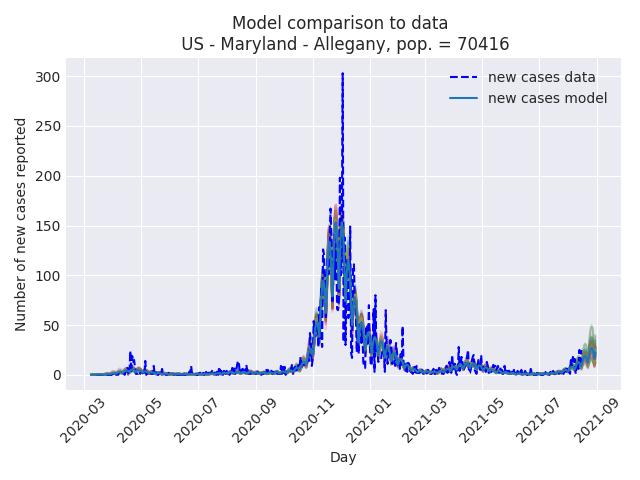 Model comparison to data
US - Maryland - Allegany, pop. = 70416
new cases data
new cases model
Number of new cases reported
300
250
200
150
100
50
0
2020-03
2020-05
2020-07
2020-09
2020-11
2021-01
2021-03
2021-05
2021-07
2021-09
Day